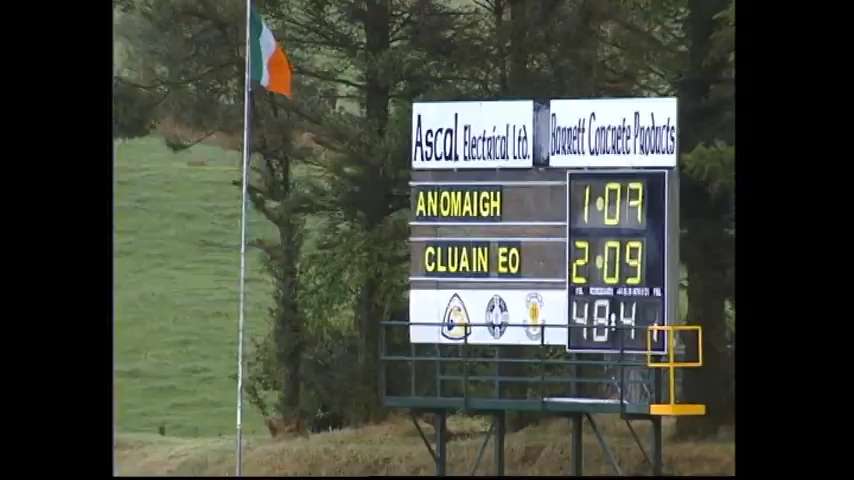 Ascal Electrical Ltd.
Barrett Concrete Products
ANOMAIGH 1•07
CLUAIN EO 2•09
48:4